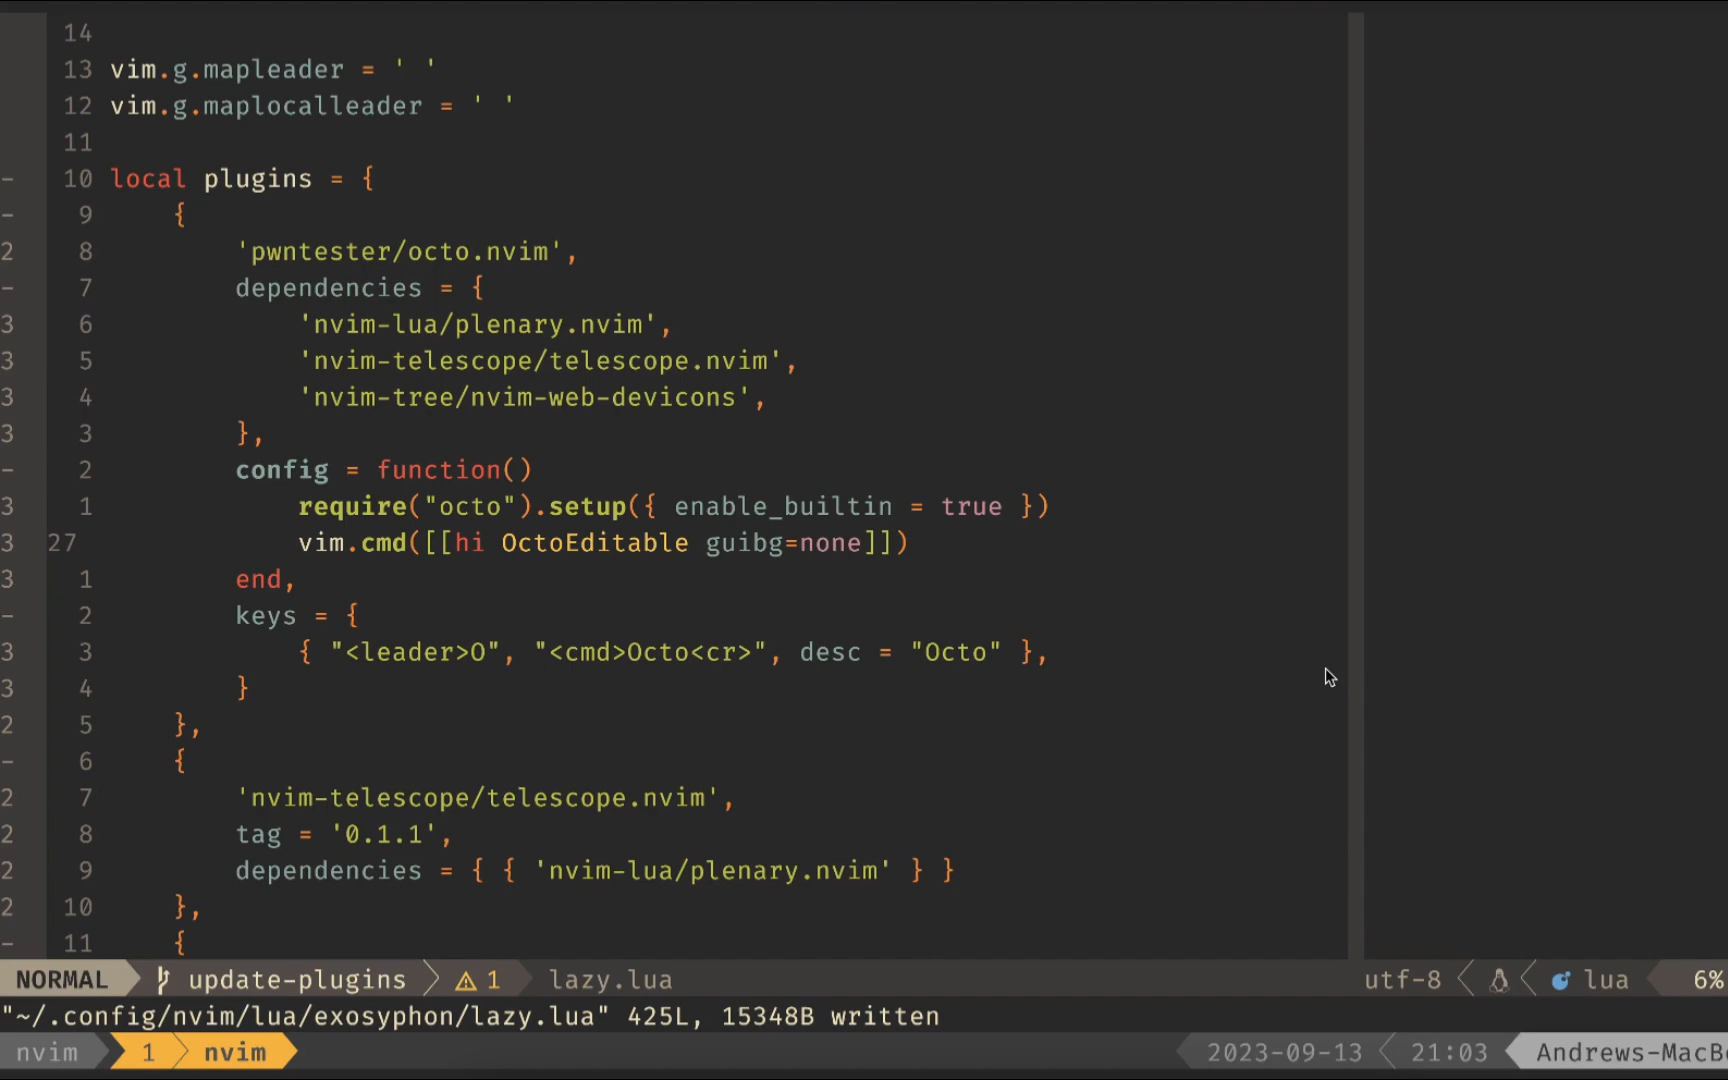 14
13 vim.g.mapleader = ' '
12 vim.g.maplocalleader = ' '
11
- 10 local plugins = {
- 9 {
2 8 'pwntester/octo.nvim',
- 7 dependencies = {
3 6 'nvim-lua/plenary.nvim',
3 5 'nvim-telescope/telescope.nvim',
3 4 'nvim-tree/nvim-web-devicons',
3 3 },
- 2 config = function()
3 1 require("octo").setup({ enable_builtin = true })
3 27 vim.cmd([[hi OctoEditable guibg=none]])
3 1 end,
- 2 keys = {
3 3 { "<leader>O", "<cmd>Octo<cr>", desc = "Octo" },
3 4 }
2 5 },
- 6 {
2 7 'nvim-telescope/telescope.nvim',
2 8 tag = '0.1.1',
2 9 dependencies = { { 'nvim-lua/plenary.nvim' } }
2 10 },
- 11 {
NORMAL update-plugins 1 lazy.lua utf-8 lua 6%
"~/.config/nvim/lua/exosyphon/lazy.lua" 425L, 15348B written
nvim 1 nvim 2023-09-13 21:03 Andrews-MacB